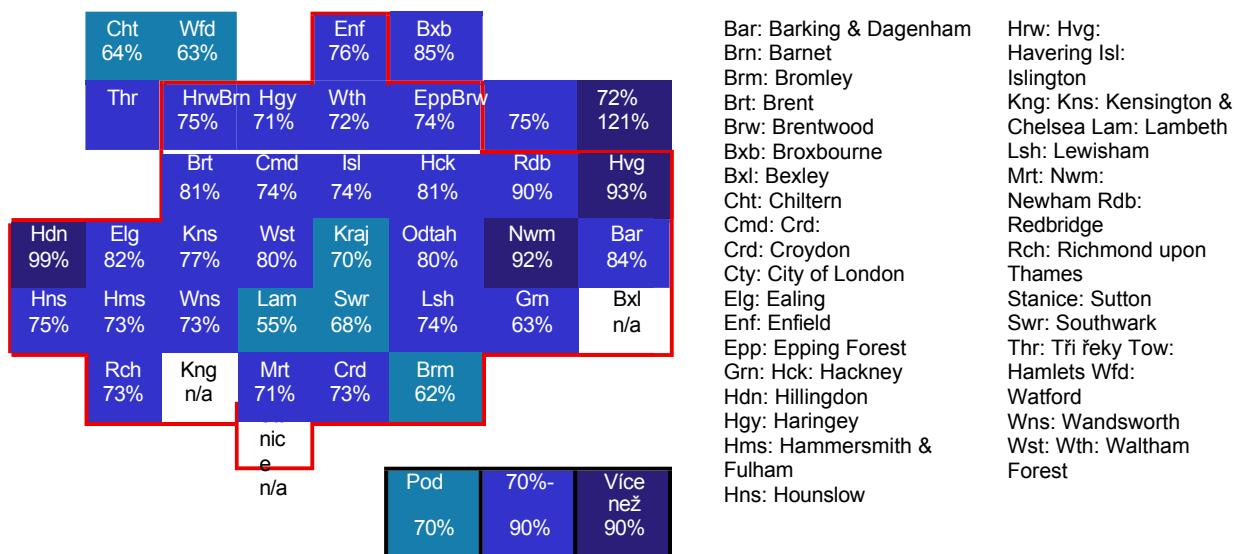 Cht Wfd Enf Bxb
64% 63% 76% 85%
Thr HrwBrn Hgy Wth EppBrw 72%
75% 71% 72% 74% 75% 121%
Brt Cmd Isl Hck Rdb Hvg
81% 74% 74% 81% 90% 93%
Hdn Elg Kns Wst Kraj Odtah Nwm Bar
99% 82% 77% 80% 70% 80% 92% 84%
Hns Hms Wns Lam Swr Lsh Grn Bxl
75% 73% 73% 55% 68% 74% 63% n/a
Rch Kng Mrt Crd Brm
73% n/a 71% 73% 62%
nic
e
n/a
Pod 70%- Více
než
70% 90% 90%
Bar: Barking & Dagenham
Brn: Barnet
Brm: Bromley
Brt: Brent
Brw: Brentwood
Bxb: Broxbourne
Bxl: Bexley
Cht: Chiltern
Cmd: Crd:
Crd: Croydon
Cty: City of London
Elg: Ealing
Enf: Enfield
Epp: Epping Forest
Grn: Hck: Hackney
Hdn: Hillingdon
Hgy: Haringey
Hms: Hammersmith &
Fulham
Hns: Hounslow
Hrw: Hvg:
Havering Isl:
Islington
Kng: Kns: Kensington &
Chelsea Lam: Lambeth
Lsh: Lewisham
Mrt: Nwm:
Newham Rdb:
Redbridge
Rch: Richmond upon
Thames
Stanice: Sutton
Swr: Southwark
Thr: Tři řeky Tow:
Hamlets Wfd:
Watford
Wns: Wandsworth
Wst: Wth: Waltham
Forest